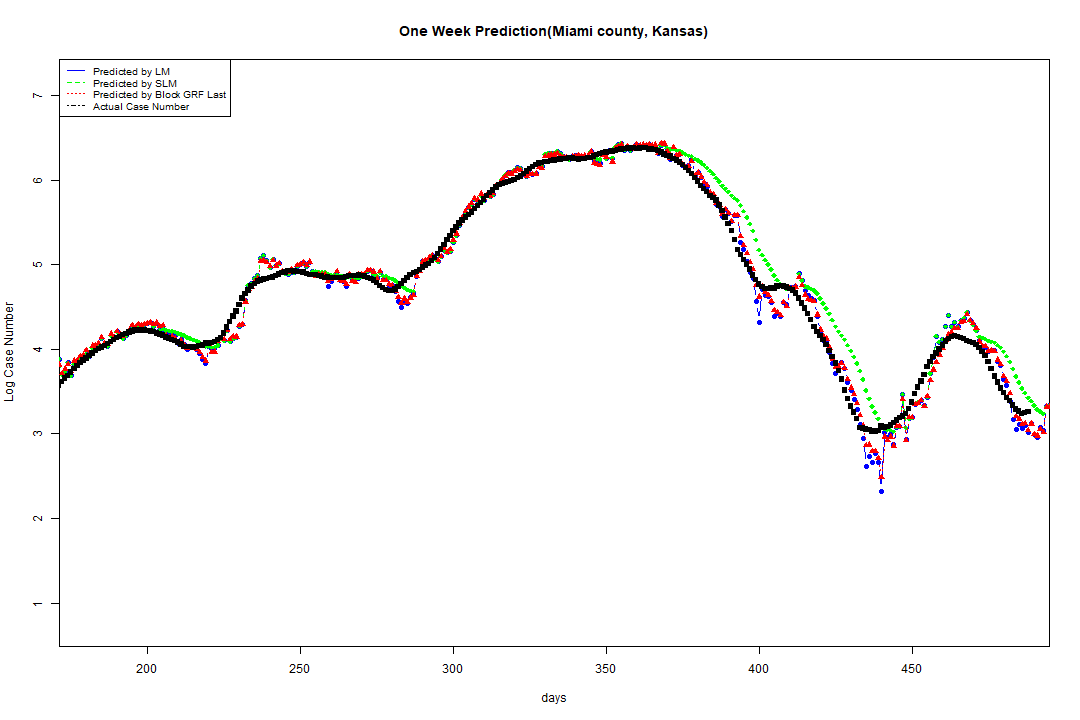 One Week Prediction(Miami county, Kansas)
Predicted by LM
Predicted by SLM
Predicted by Block GRF Last
Actual Case Number
7
6
5
4
3
2
1
Log Case Number
200 250 300 350 400 450
days